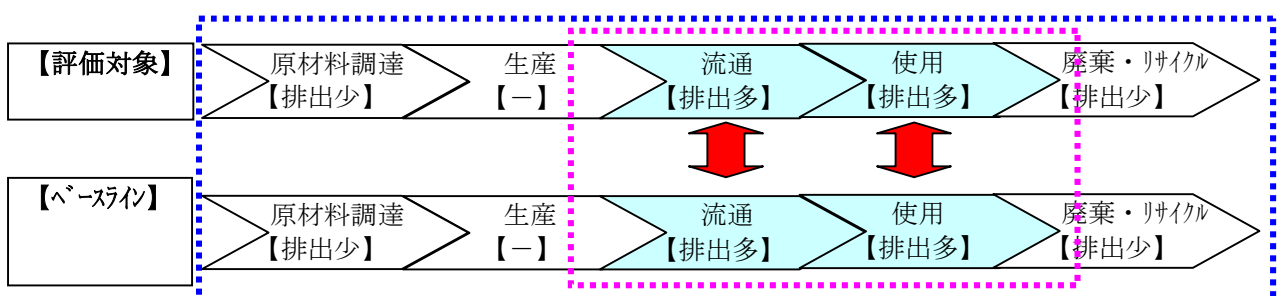 【評価対象】
原材料調達
【排出少】
生産
【－】
流通
【排出多】
使用
【排出多】
廃棄・ﾘｻｲｸﾙ
【排出少】
【ﾍﾞｰｽﾗｲﾝ】
原材料調達
【排出少】
生産
【－】
流通
【排出多】
使用
【排出多】
廃棄・ﾘｻｲｸﾙ
【排出少】